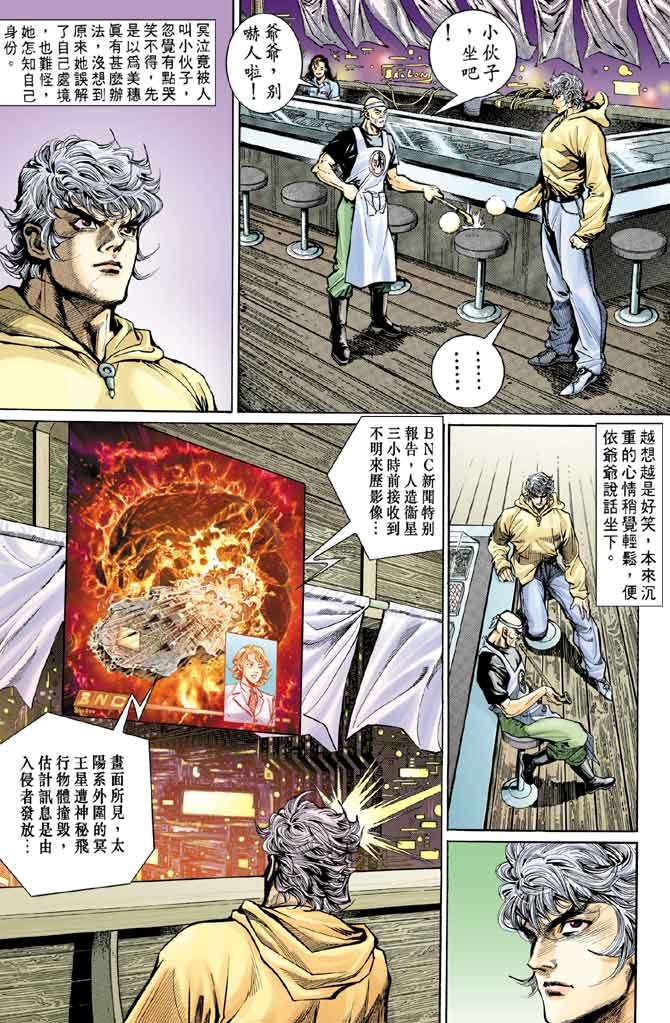 小伙子
，坐吧
！
爺爺，別
嚇人啦！
……
冥泣竟被人
叫小伙子，
忽覺有點哭
笑不得，先
是以為美穗
真有甚麼辦
法，沒想到
原來她誤解
了自己處境
，也難怪，
她怎知自己
身份。
越想越是好笑，本來沉
重的心情稍覺輕鬆，便
依爺爺說話坐下。
BNC新聞特別
報告，人造衞星
三小時前接收到
不明來歷影像…
BNC
畫面所見，太
陽系外圍的冥
王星遭神秘飛
行物體撞毀，
估計訊息是由
入侵者發放…